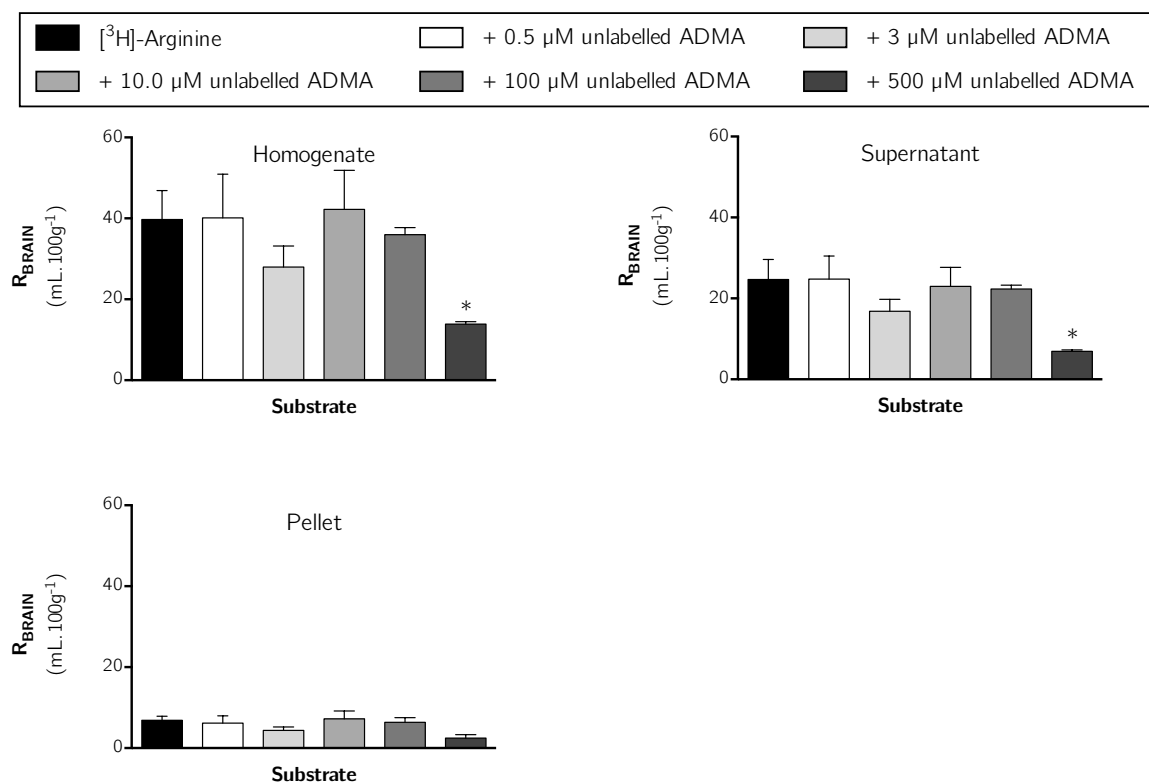 [³H]-Arginine + 0.5 µM unlabelled ADMA + 3 µM unlabelled ADMA
+ 10.0 µM unlabelled ADMA + 100 µM unlabelled ADMA + 500 µM unlabelled ADMA
Homogenate
60
40
20
0
R_BRAIN
(mL.100g⁻¹)
*
Substrate
Supernatant
60
40
20
0
R_BRAIN
(mL.100g⁻¹)
*
Substrate
Pellet
60
40
20
0
R_BRAIN
(mL.100g⁻¹)
Substrate